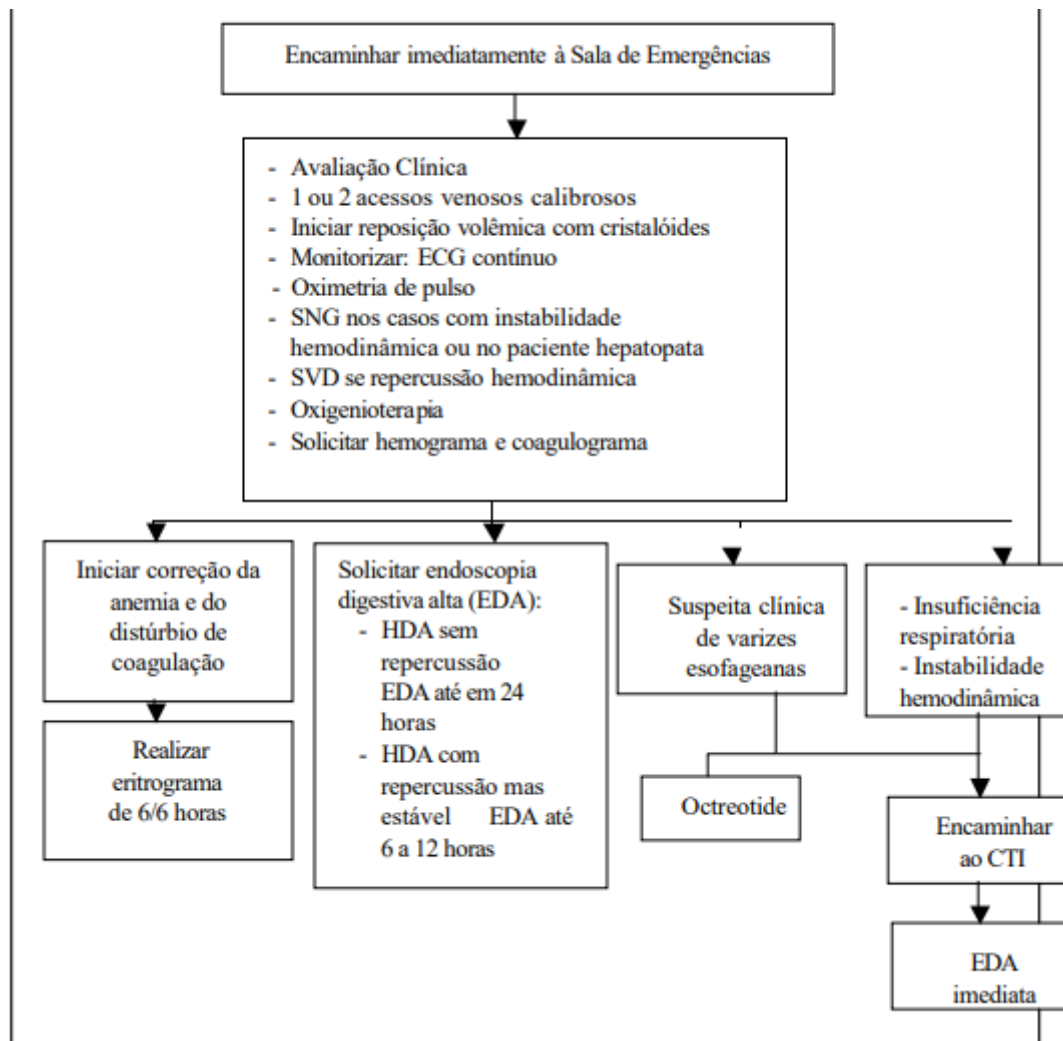 Encaminhar imediatamente à Sala de Emergências
- Avaliação Clínica
- 1 ou 2 acessos venosos calibrosos
- Iniciar reposição volêmica com cristalóides
- Monitorizar: ECG contínuo
- Oximetria de pulso
- SNG nos casos com instabilidade
hemodinâmica ou no paciente hepatopata
- SVD se repercussão hemodinâmica
- Oxigenioterapia
- Solicitar hemograma e coagulograma
Iniciar correção da
anemia e do
distúrbio de
coagulação
Realizar
eritrograma
de 6/6 horas
Solicitar endoscopia
digestiva alta (EDA):
- HDA sem
repercussão
EDA até em 24
horas
- HDA com
repercussão mas
estável EDA até
6 a 12 horas
Suspeita clínica
de varizes
esofageanas
Octreotide
- Insuficiência
respiratória
- Instabilidade
hemodinâmica
Encaminhar
ao CTI
EDA
imediata